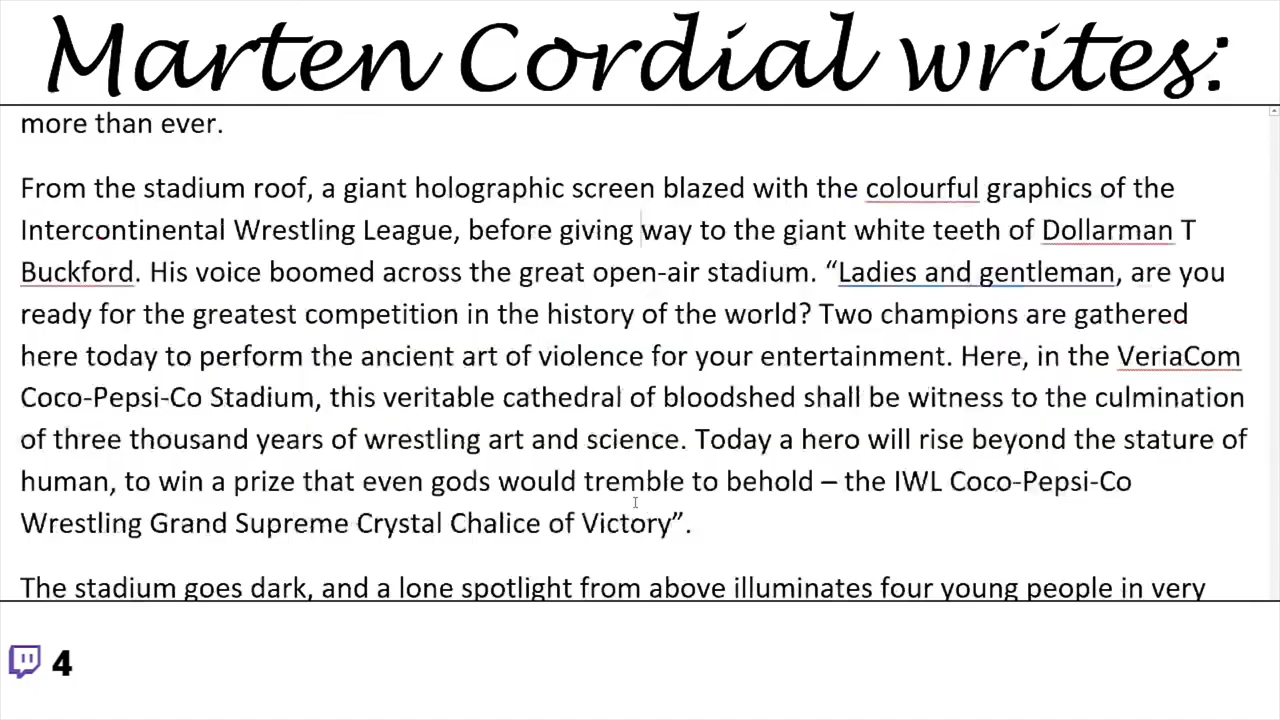 Marten Cordial writes:
more than ever.
From the stadium roof, a giant holographic screen blazed with the colourful graphics of the
Intercontinental Wrestling League, before giving way to the giant white teeth of Dollarman T
Buckford. His voice boomed across the great open-air stadium. “Ladies and gentleman, are you
ready for the greatest competition in the history of the world? Two champions are gathered
here today to perform the ancient art of violence for your entertainment. Here, in the VeriaCom
Coco-Pepsi-Co Stadium, this veritable cathedral of bloodshed shall be witness to the culmination
of three thousand years of wrestling art and science. Today a hero will rise beyond the stature of
human, to win a prize that even gods would tremble to behold – the IWL Coco-Pepsi-Co
Wrestling Grand Supreme Crystal Chalice of Victory”.
The stadium goes dark, and a lone spotlight from above illuminates four young people in very
4